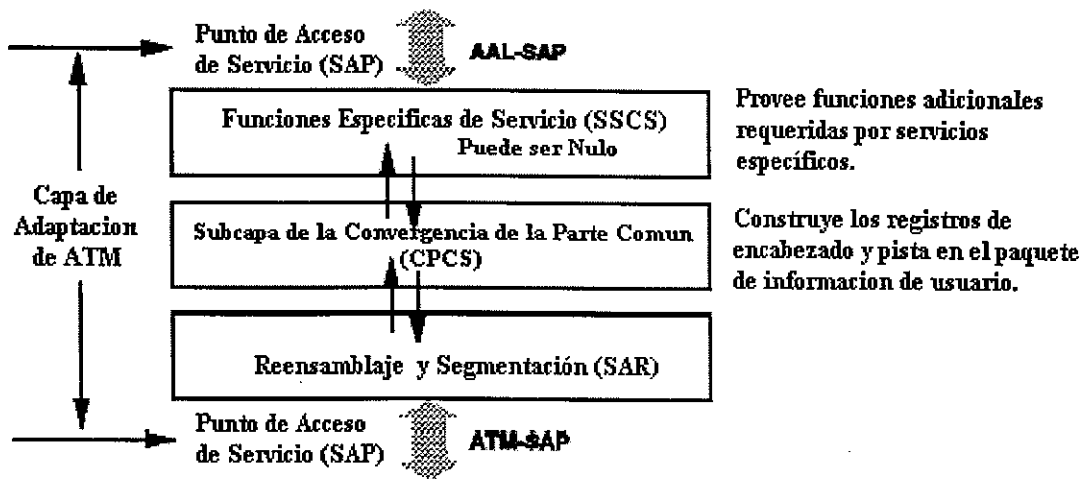 Punto de Acceso
de Servicio (SAP)
AAL-SAP
Funciones Especificas de Servicio (SSCS)
Puede ser Nulo
Provee funciones adicionales
requeridas por servicios
específicos.
Capa de
Adaptacion
de ATM
Subcapa de la Convergencia de la Parte Comun
(CPCS)
Construye los registros de
encabezado y pista en el paquete
de informacion de usuario.
Reensamblaje y Segmentación (SAR)
Punto de Acceso
de Servicio (SAP)
ATM-SAP